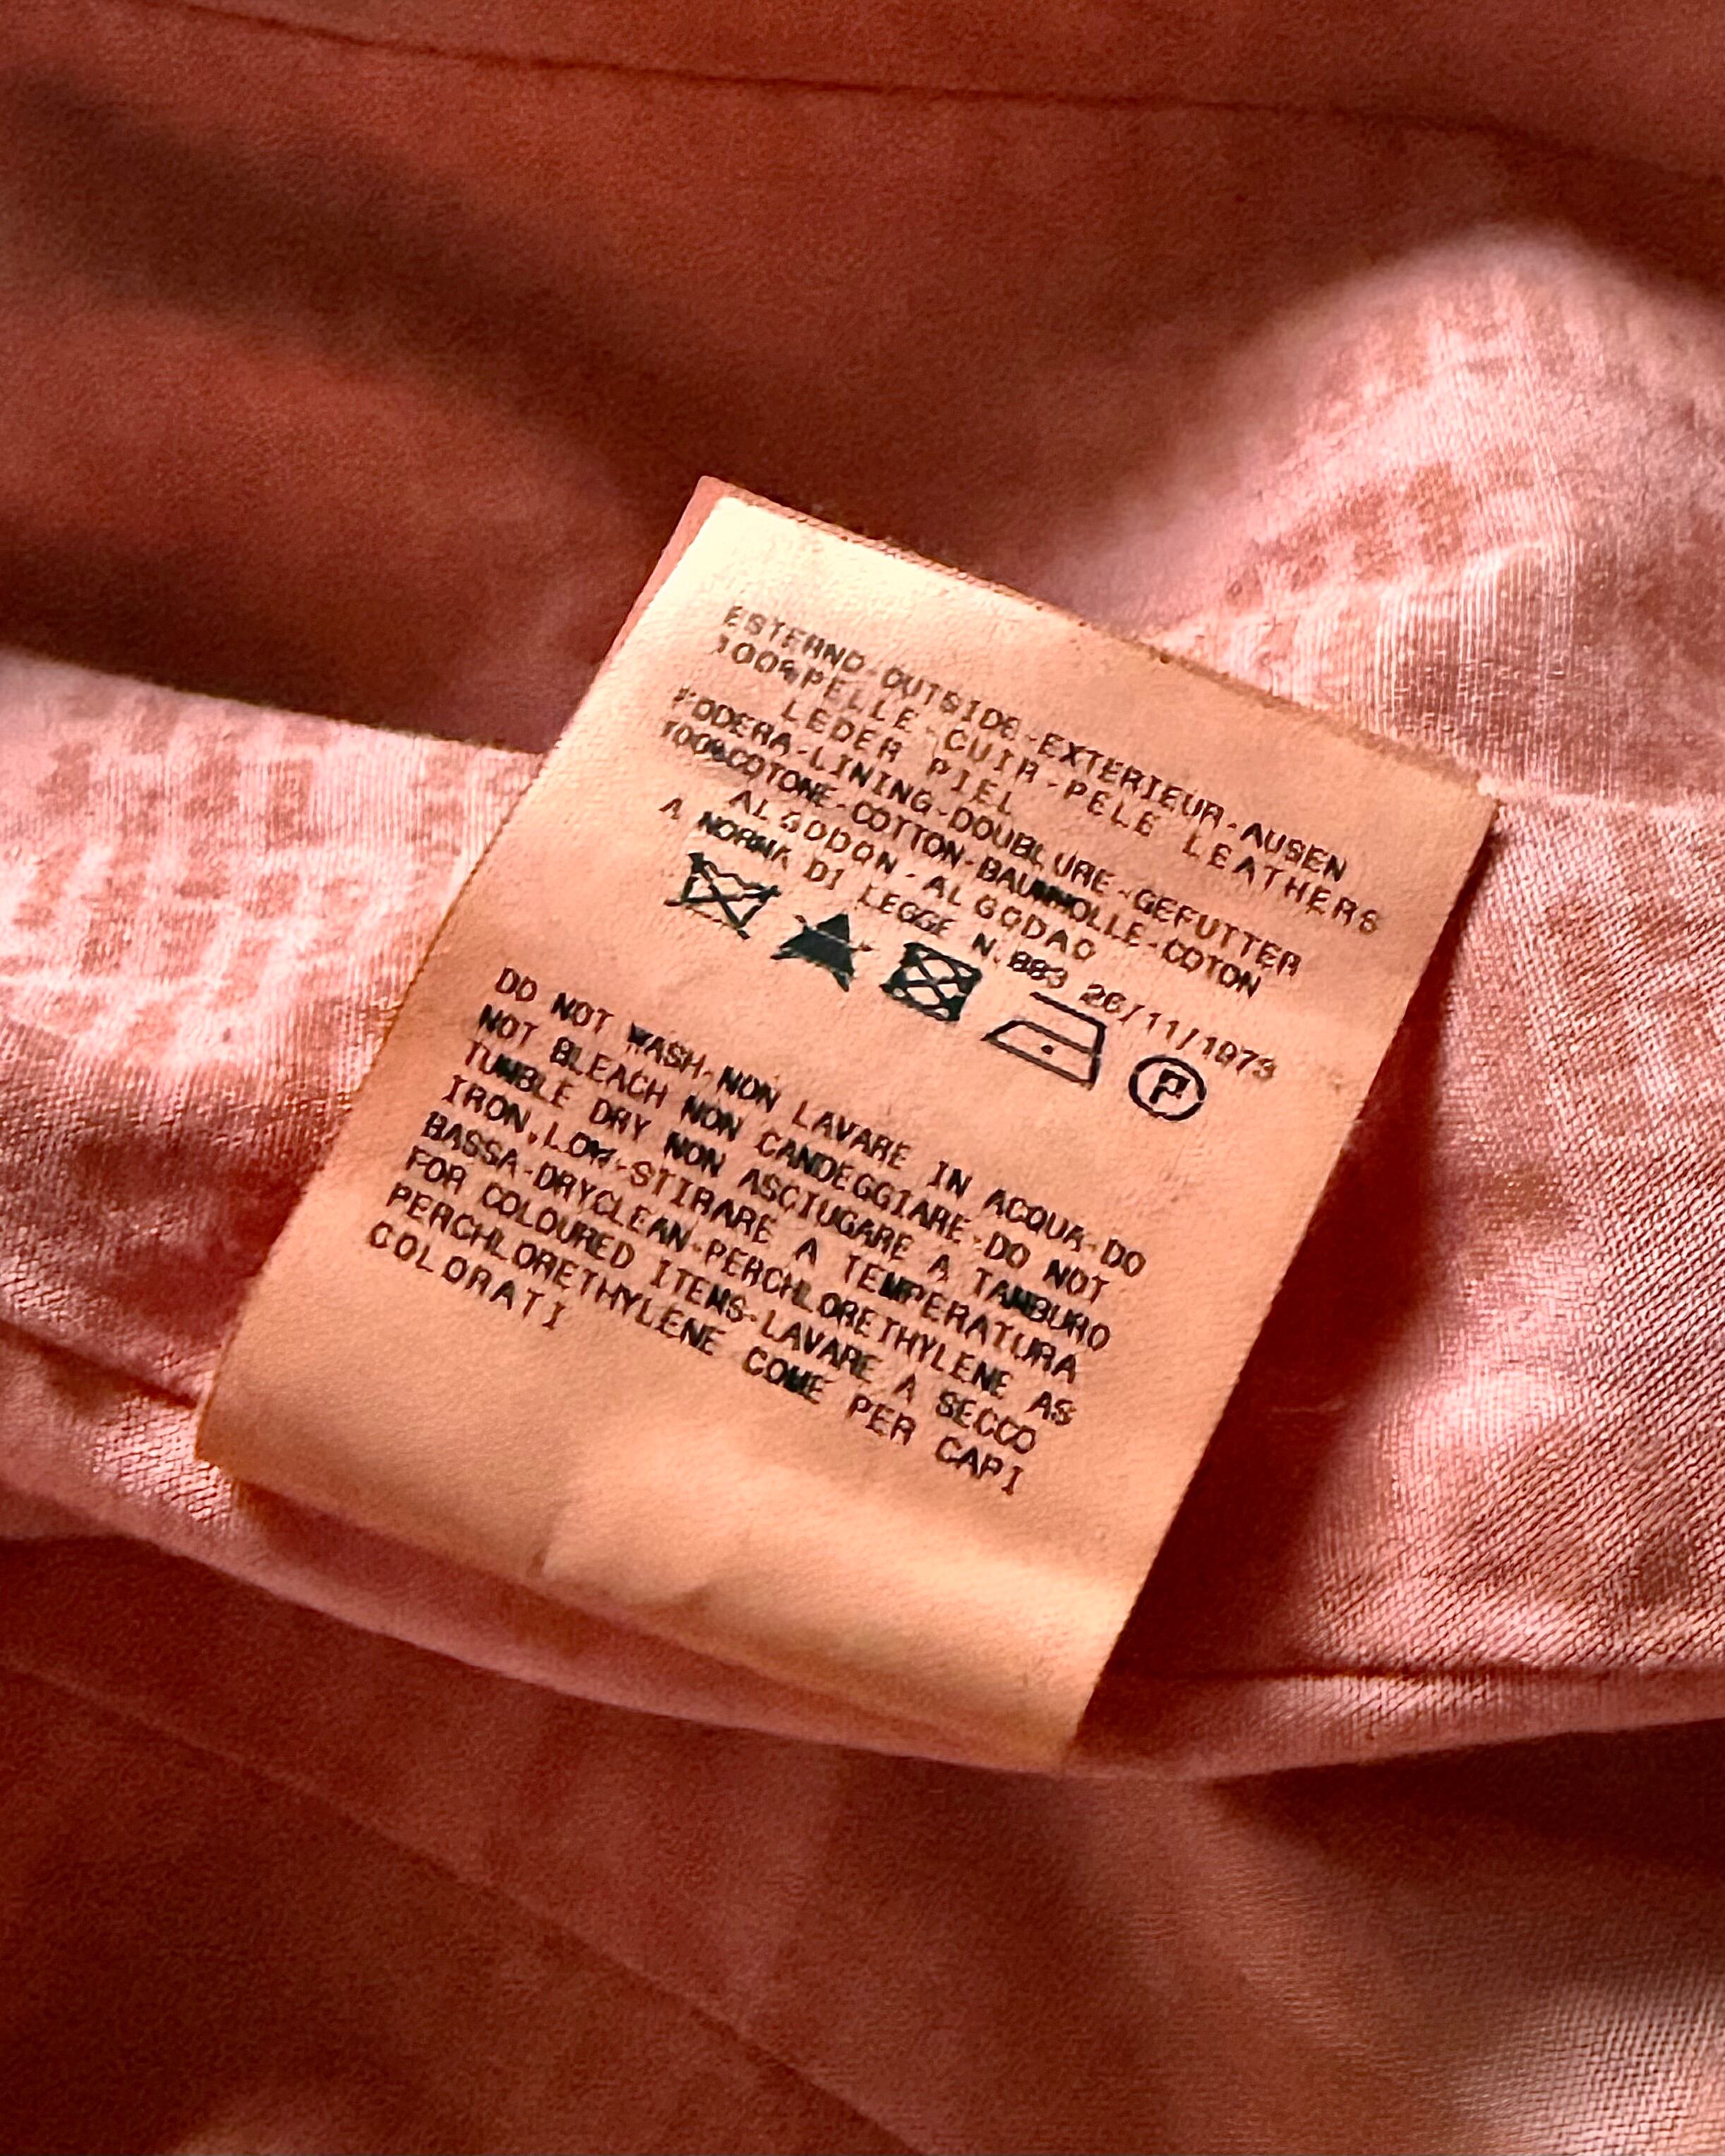 ESTERNO-OUTSIDE-EXTERIEUR-AUSEN
100%PELLE-CUIR-PELE LEATHERS
LEDER PIEL
FODERA-LINING-DOUBLURE-GEFUTTER
100%COTONE-COTTON-BAUMWOLLE-COTON
ALGODON-ALGODAO
A NORMA DI LEGGE N.883 26/11/1973
P
DO NOT WASH-NON LAVARE IN ACQUA-DO
NOT BLEACH NON CANDEGGIARE-DO NOT
TUMBLE DRY NON ASCIUGARE A TAMBURO
IRON,LOW-STIRARE A TEMPERATURA
BASSA-DRYCLEAN-PERCHLORETHYLENE AS
FOR COLOURED ITEMS-LAVARE A SECCO
PERCHLORETHYLENE COME PER CAPI
COLORATI